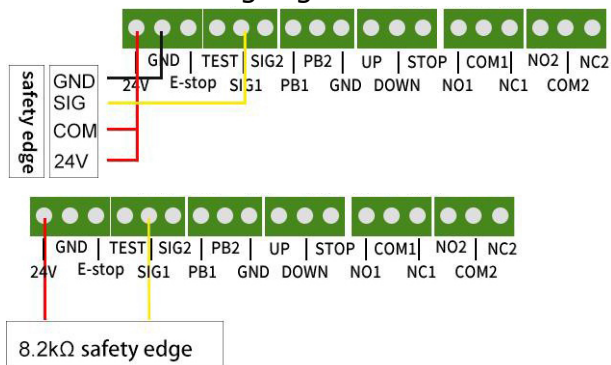 GND | TEST | SIG2 | PB2 | UP | STOP | COM1 | NO2 | NC2
24V E-stop SIG1 PB1 GND DOWN NO1 NC1 COM2
safety edge
GND
SIG
COM
24V
GND | TEST | SIG2 | PB2 | UP | STOP | COM1 | NO2 | NC2
24V E-stop SIG1 PB1 GND DOWN NO1 NC1 COM2
8.2kΩ safety edge